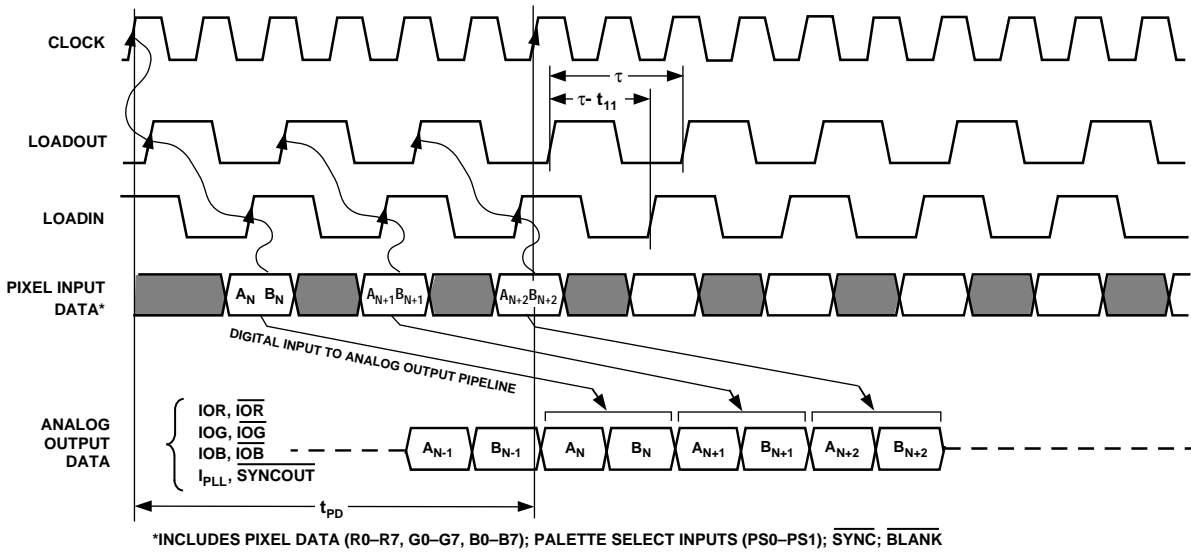 CLOCK
τ
τ- t11
LOADOUT
LOADIN
PIXEL INPUT
DATA*
AN BN
AN+1BN+1
AN+2BN+2
DIGITAL INPUT TO ANALOG OUTPUT PIPELINE
ANALOG
OUTPUT
DATA
IOR, IOR
IOG, IOG
IOB, IOB
IPLL, SYNCOUT
AN-1
BN-1
AN
BN
AN+1
BN+1
AN+2
BN+2
tPD
*INCLUDES PIXEL DATA (R0–R7, G0–G7, B0–B7); PALETTE SELECT INPUTS (PS0–PS1); SYNC; BLANK